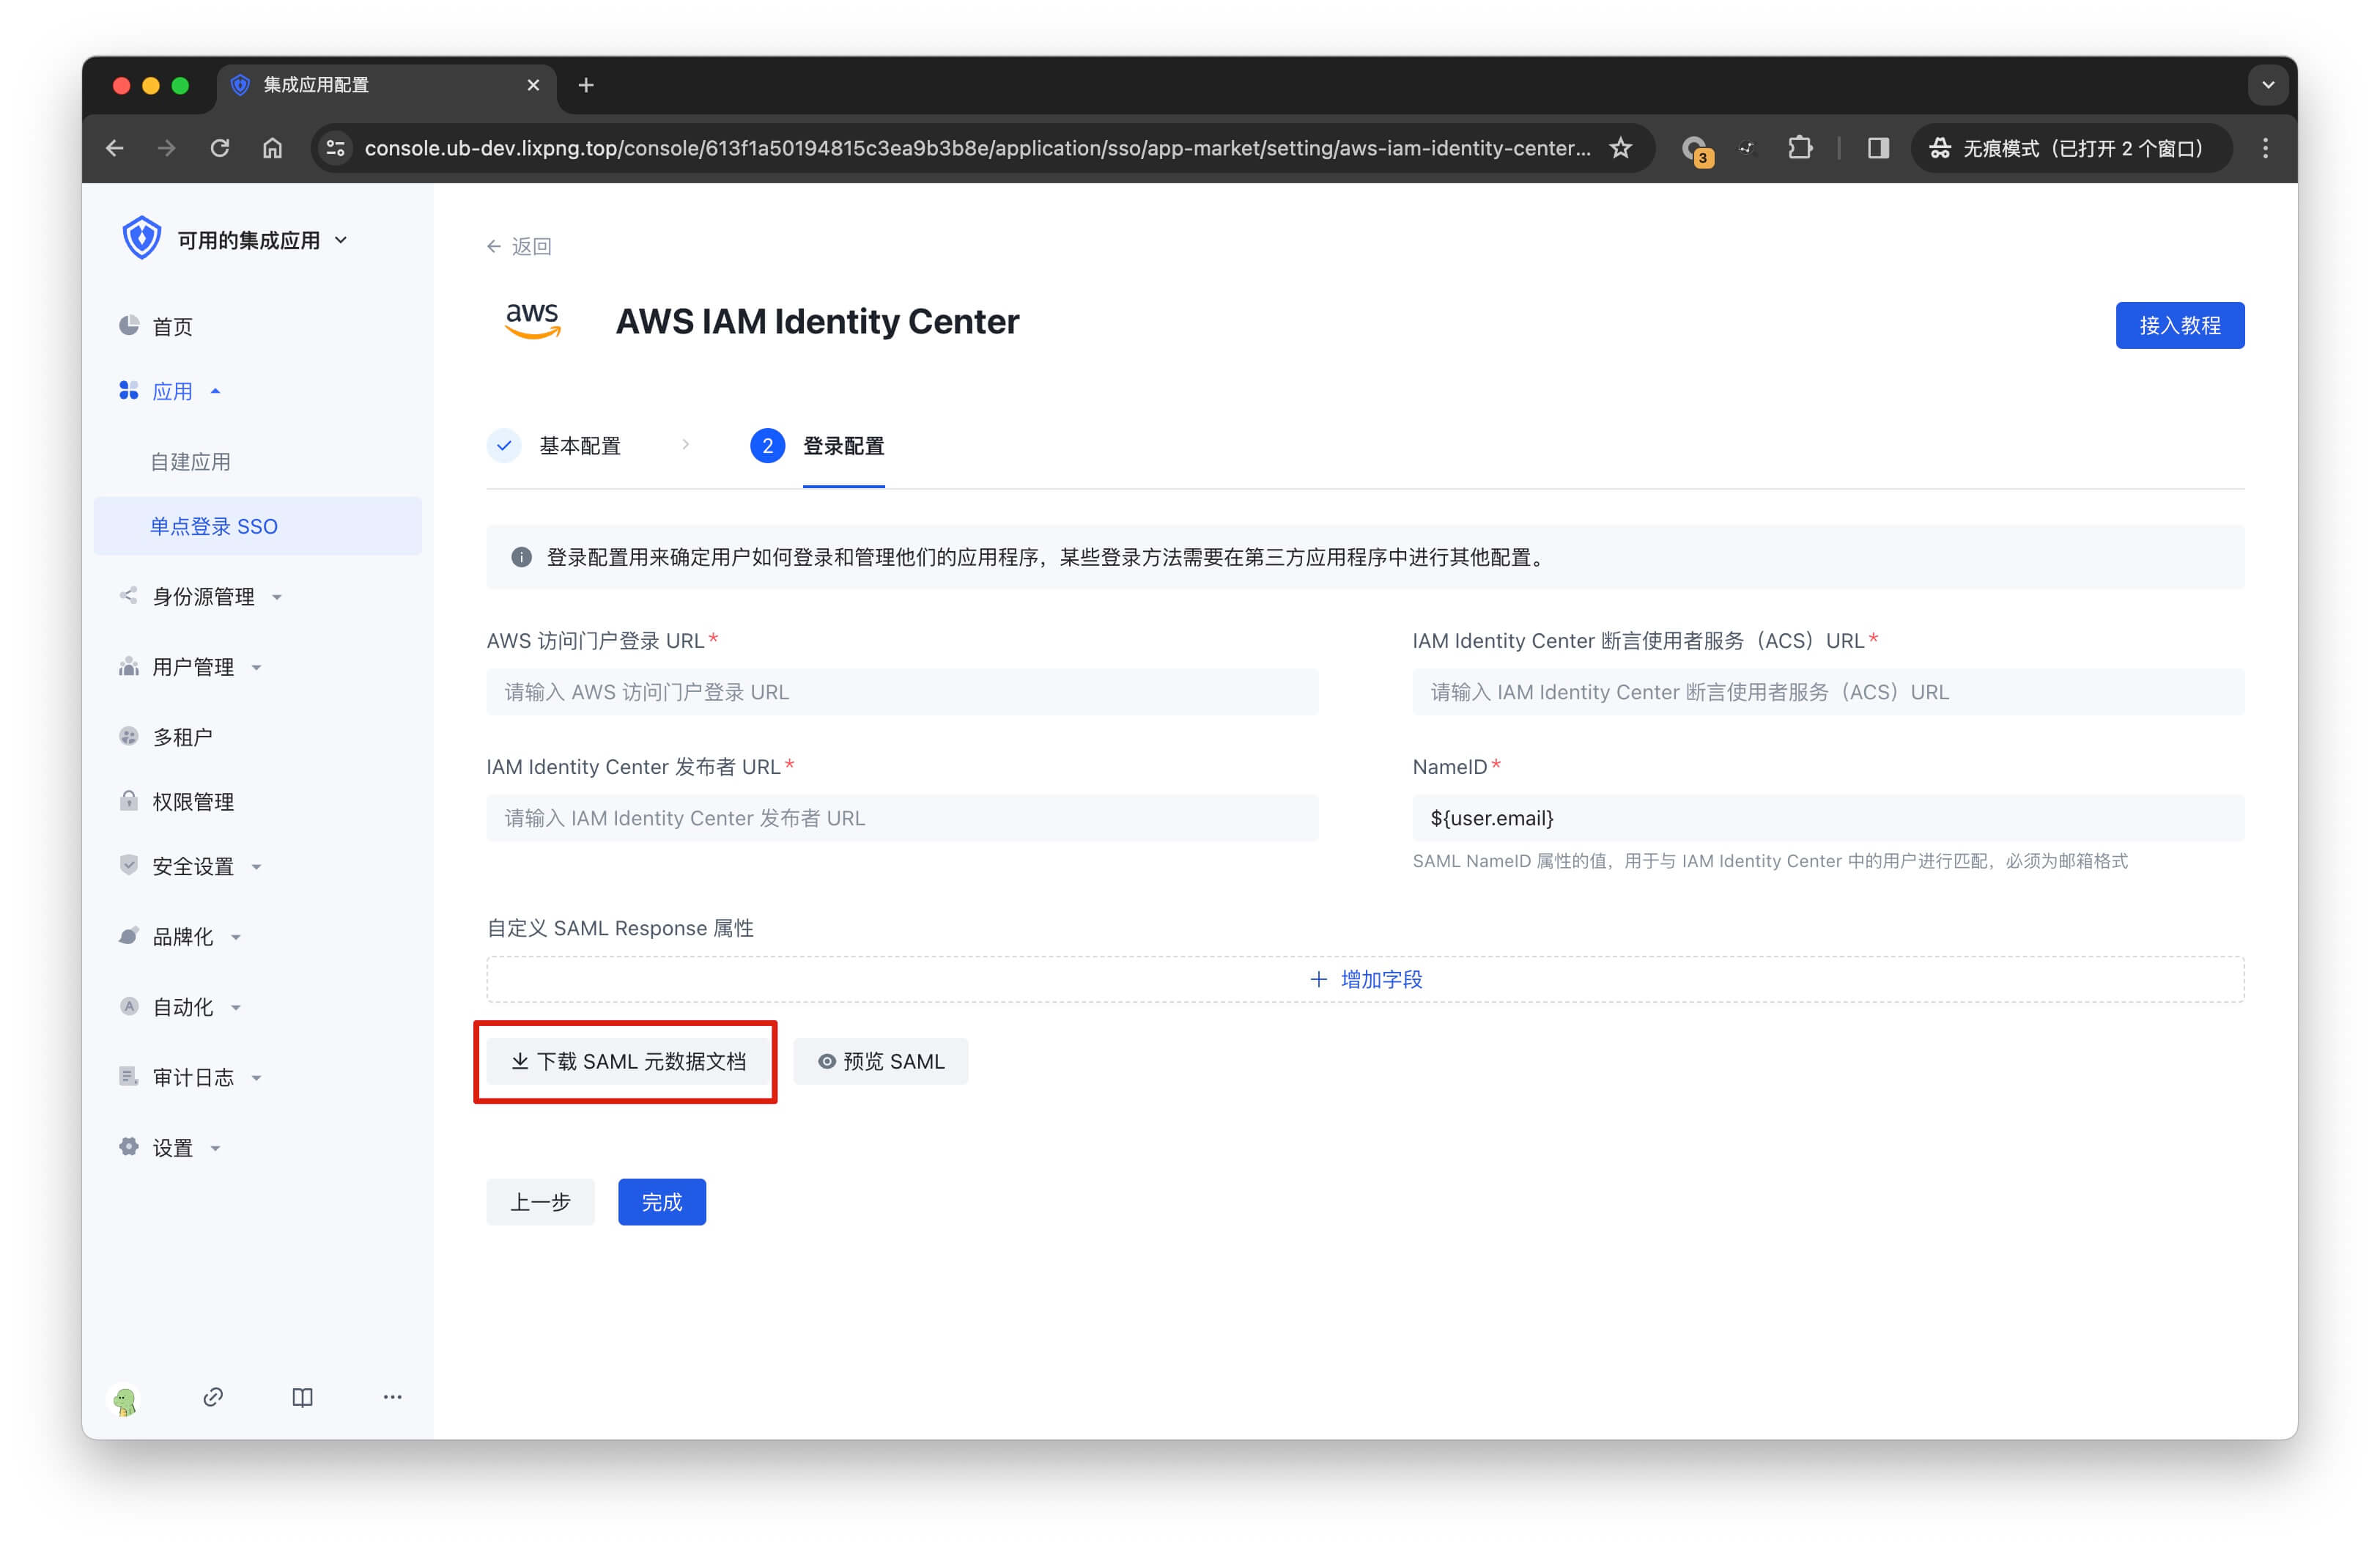 集成应用配置
console.ub-dev.lixpng.top/console/613f1a50194815c3ea9b3b8e/application/sso/app-market/setting/aws-iam-identity-center...
3
无痕模式（已打开 2 个窗口）
可用的集成应用
首页
应用
自建应用
单点登录 SSO
身份源管理
用户管理
多租户
权限管理
安全设置
品牌化
自动化
审计日志
设置
返回
aws
AWS IAM Identity Center
接入教程
基本配置
2 登录配置
登录配置用来确定用户如何登录和管理他们的应用程序，某些登录方法需要在第三方应用程序中进行其他配置。
AWS 访问门户登录 URL*
请输入 AWS 访问门户登录 URL
IAM Identity Center 断言使用者服务（ACS）URL*
请输入 IAM Identity Center 断言使用者服务（ACS）URL
IAM Identity Center 发布者 URL*
请输入 IAM Identity Center 发布者 URL
NameID*
${user.email}
SAML NameID 属性的值，用于与 IAM Identity Center 中的用户进行匹配，必须为邮箱格式
自定义 SAML Response 属性
增加字段
下载 SAML 元数据文档
预览 SAML
上一步
完成